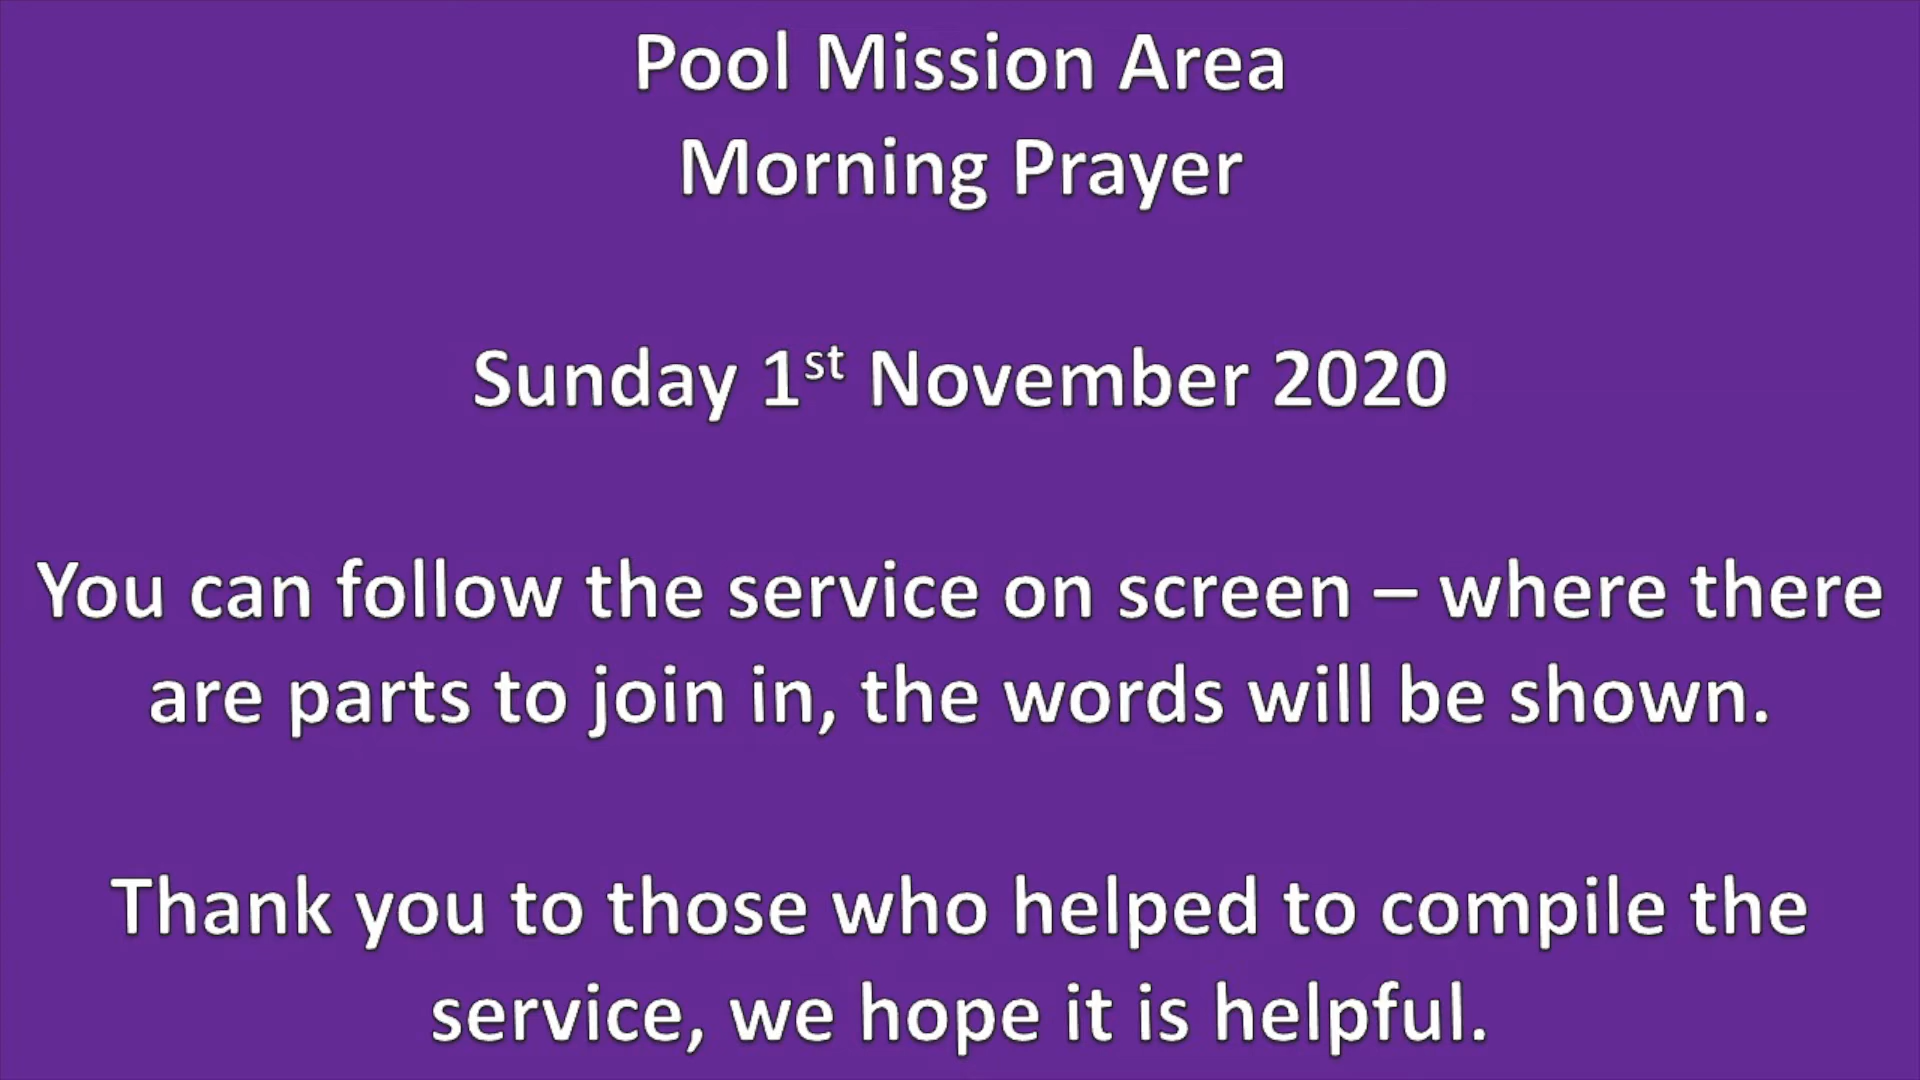 Pool Mission Area
Morning Prayer
Sunday 1st November 2020
You can follow the service on screen – where there
are parts to join in, the words will be shown.
Thank you to those who helped to compile the
service, we hope it is helpful.